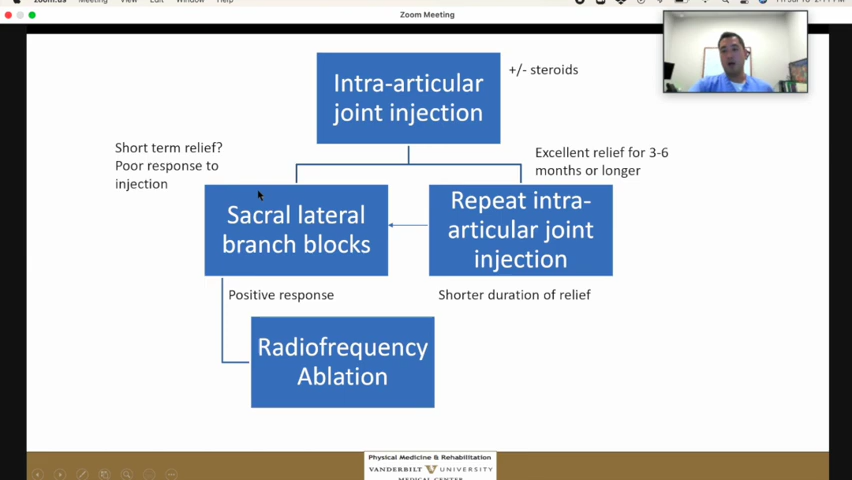 zoom.us Meeting View Edit Window Help
Zoom Meeting
Intra-articular
joint injection
+/- steroids
Short term relief?
Poor response to
injection
Excellent relief for 3-6
months or longer
Sacral lateral
branch blocks
Repeat intra-
articular joint
injection
Positive response
Shorter duration of relief
Radiofrequency
Ablation
Physical Medicine & Rehabilitation
VANDERBILT V UNIVERSITY
MEDICAL CENTER